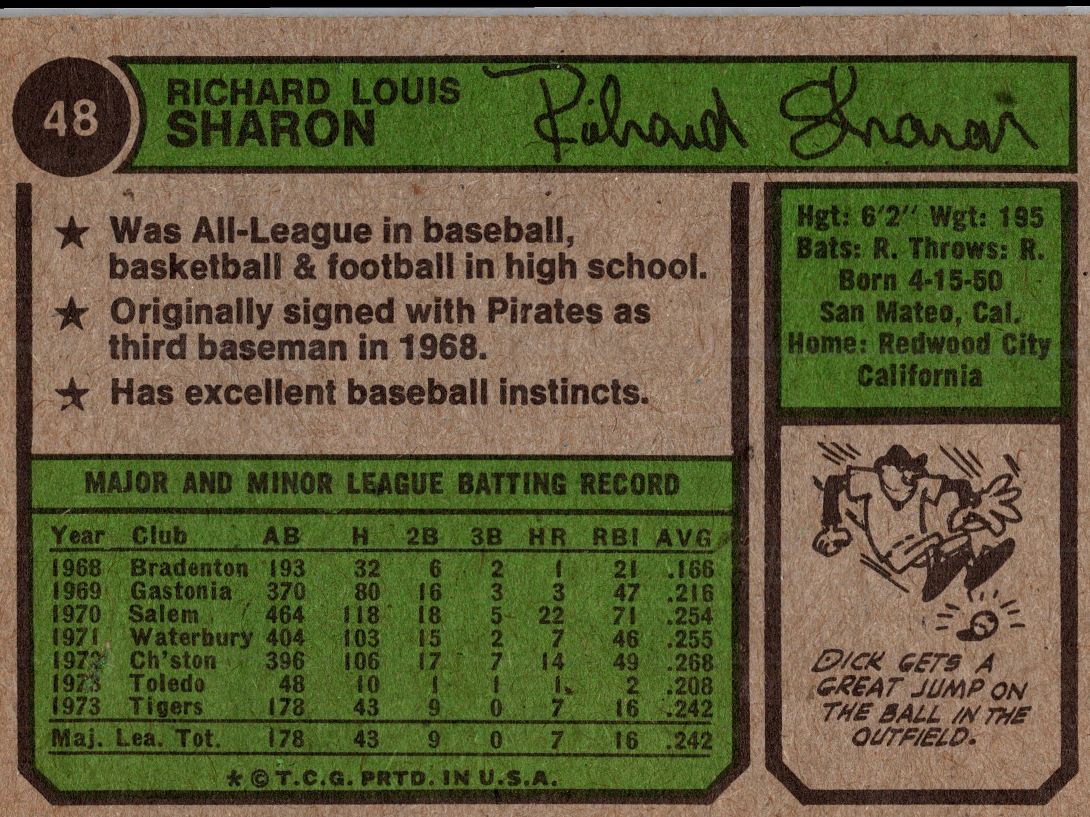 48
RICHARD LOUIS
SHARON
Richard Sharon
★ Was All-League in baseball,
basketball & football in high school.
★ Originally signed with Pirates as
third baseman in 1968.
★ Has excellent baseball instincts.
Hgt: 6'2" Wgt: 195
Bats: R. Throws: R.
Born 4-15-50
San Mateo, Cal.
Home: Redwood City
California
MAJOR AND MINOR LEAGUE BATTING RECORD
Year Club AB H 2B 3B HR RBI AVG
1968 Bradenton 193 32 6 2 1 21 .166
1969 Gastonia 370 80 16 3 3 47 .216
1970 Salem 464 118 18 5 22 71 .254
1971 Waterbury 404 103 15 2 7 46 .255
1972 Ch'ston 396 106 17 7 14 49 .268
1973 Toledo 48 10 1 1 1 2 .208
1973 Tigers 178 43 9 0 7 16 .242
Maj. Lea. Tot. 178 43 9 0 7 16 .242
* © T.C.G. PRTD. IN U.S.A.
DICK GETS A
GREAT JUMP ON
THE BALL IN THE
OUTFIELD.